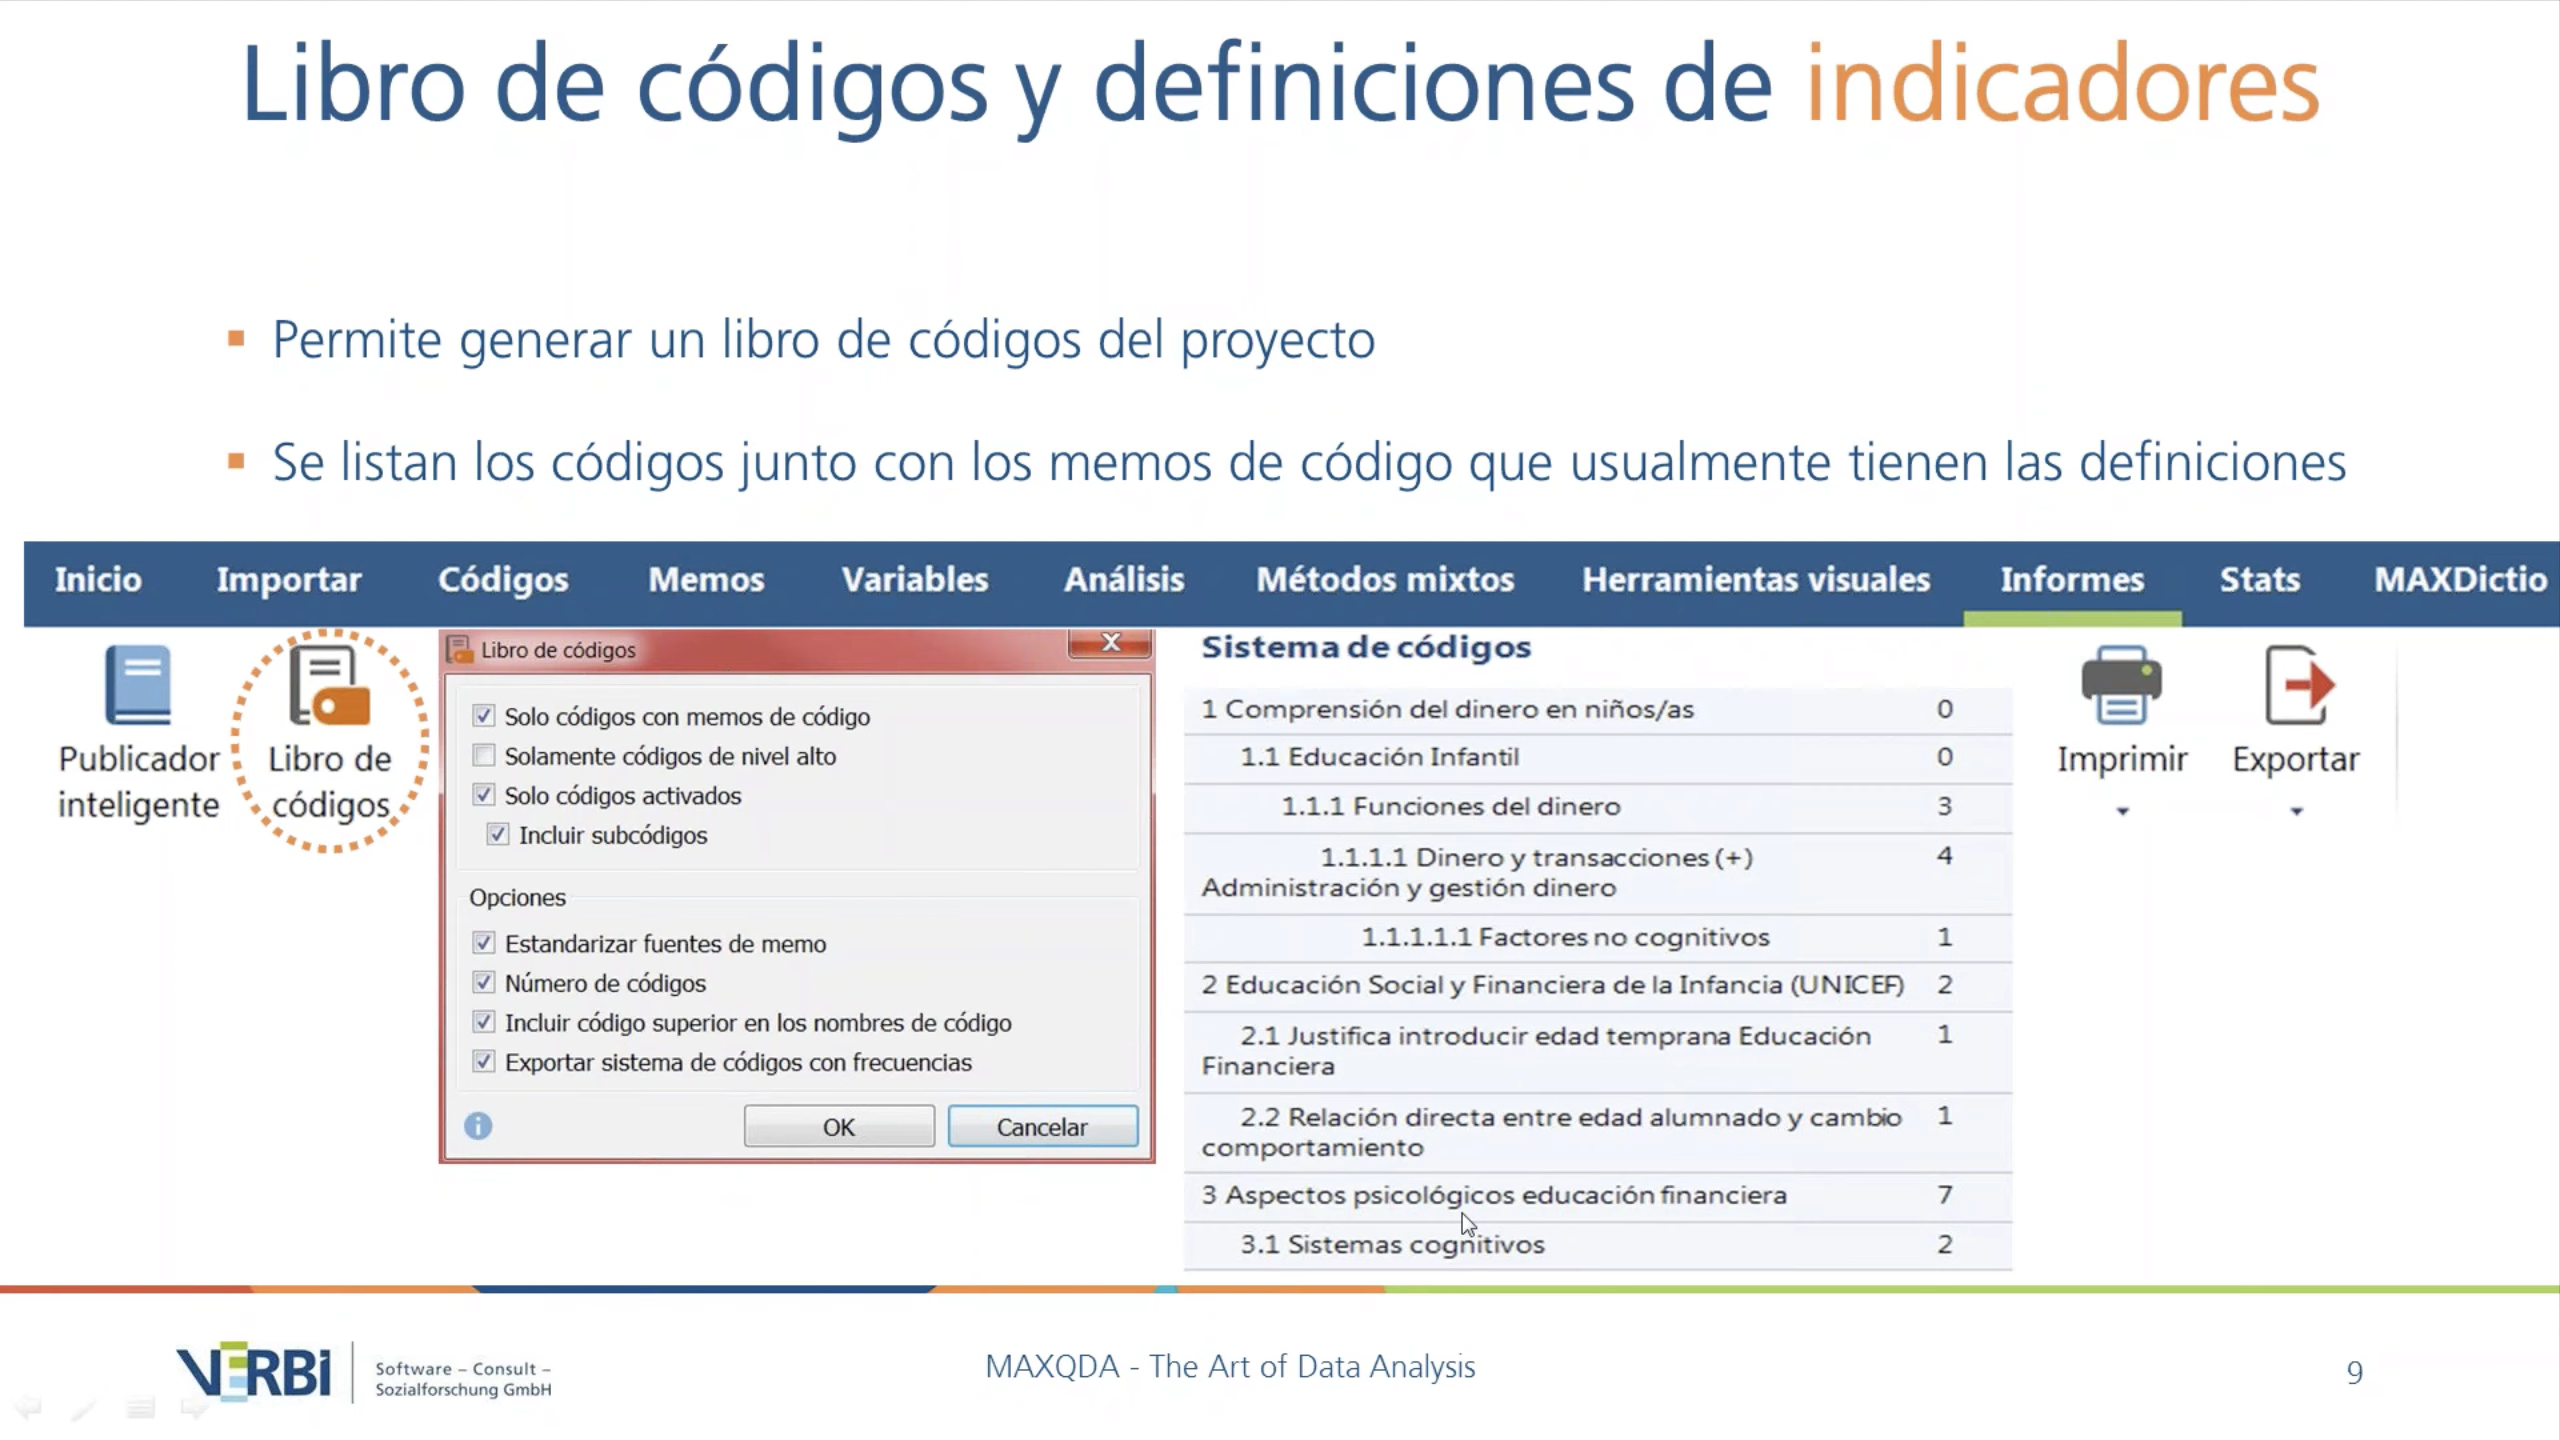 Libro de códigos y definiciones de indicadores
Permite generar un libro de códigos del proyecto
Se listan los códigos junto con los memos de código que usualmente tienen las definiciones
Inicio Importar Códigos Memos Variables Análisis Métodos mixtos Herramientas visuales Informes Stats MAXDictio
Publicador
inteligente
Libro de
códigos
Libro de códigos
Solo códigos con memos de código
Solamente códigos de nivel alto
Solo códigos activados
Incluir subcódigos
Opciones
Estandarizar fuentes de memo
Número de códigos
Incluir código superior en los nombres de código
Exportar sistema de códigos con frecuencias
OK Cancelar
Sistema de códigos
1 Comprensión del dinero en niños/as 0
1.1 Educación Infantil 0
1.1.1 Funciones del dinero 3
1.1.1.1 Dinero y transacciones (+) 4
Administración y gestión dinero
1.1.1.1.1 Factores no cognitivos 1
2 Educación Social y Financiera de la Infancia (UNICEF) 2
2.1 Justifica introducir edad temprana Educación 1
Financiera
2.2 Relación directa entre edad alumnado y cambio 1
comportamiento
3 Aspectos psicológicos educación financiera 7
3.1 Sistemas cognitivos 2
Imprimir
Exportar
VERBI
Software – Consult –
Sozialforschung GmbH
MAXQDA - The Art of Data Analysis
9